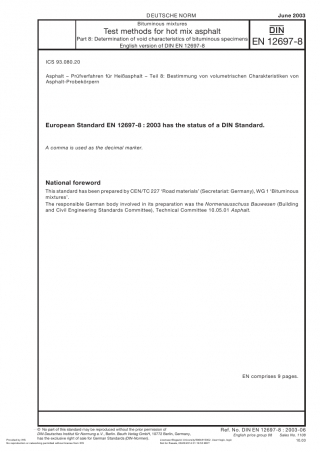 DEUTSCHE NORM
June 2003
Bituminous mixtures
Test methods for hot mix asphalt
Part 8: Determination of void characteristics of bituminous specimens
English version of DIN EN 12697-8
DIN
EN 12697-8
ICS 93.080.20
Asphalt – Prüfverfahren für Heißasphalt – Teil 8: Bestimmung von volumetrischen Charakteristiken von
Asphalt-Probekörpern
European Standard EN 12697-8 : 2003 has the status of a DIN Standard.
A comma is used as the decimal marker.
National foreword
This standard has been prepared by CEN/TC 227 'Road materials' (Secretariat: Germany), WG 1 'Bituminous
mixtures'.
The responsible German body involved in its preparation was the Normenausschuss Bauwesen (Building
and Civil Engineering Standards Committee), Technical Committee 10.05.01 Asphalt.
EN comprises 9 pages.
© No part of this standard may be reproduced without the prior permission of
DIN Deutsches Institut für Normung e.V., Berlin. Beuth Verlag GmbH, 10772 Berlin, Germany,
has the exclusive right of sale for German Standards (DIN-Normen).
Ref. No. DIN EN 12697-8 : 2003-06
English price group 08 Sales No. 1108
10.03